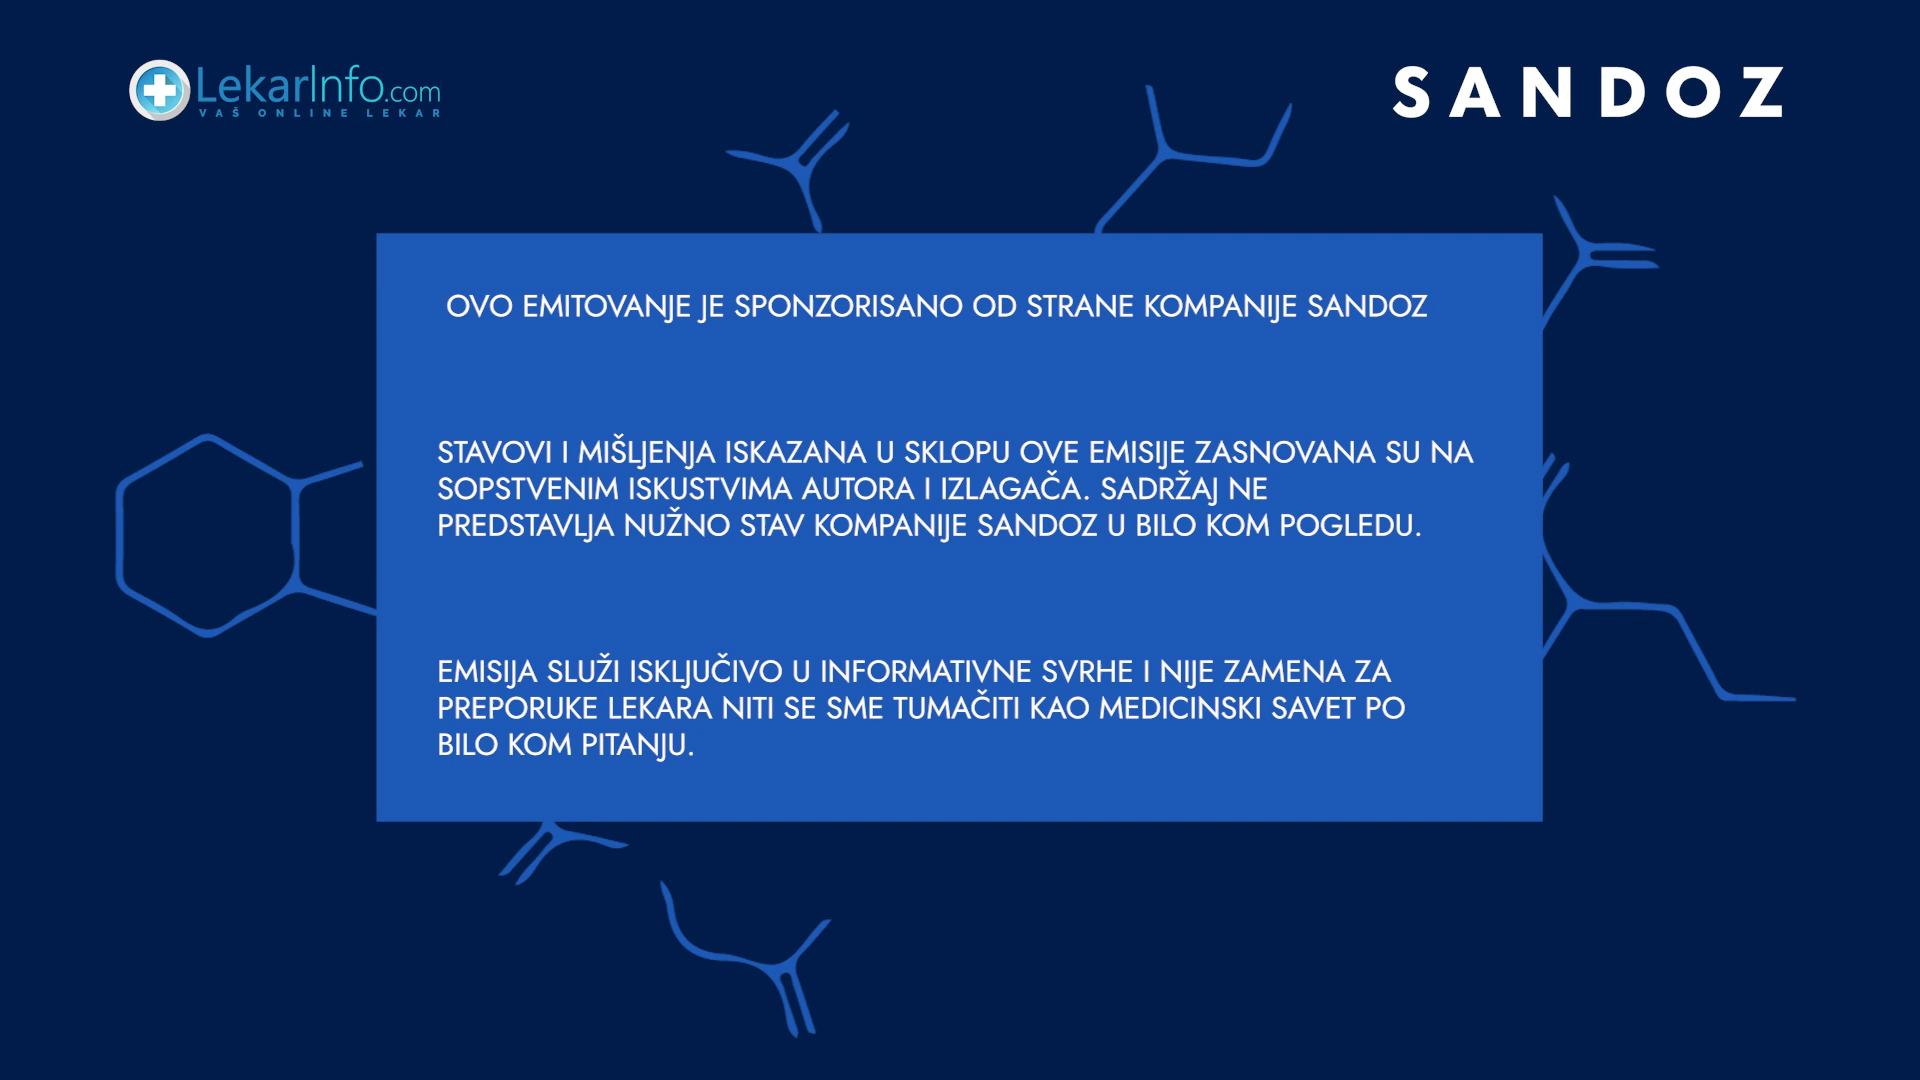 LekarInfo.com
VAŠ ONLINE LEKAR
SANDOZ
OVO EMITOVANJE JE SPONZORISANO OD STRANE KOMPANIJE SANDOZ
STAVOVI I MIŠLJENJA ISKAZANA U SKLOPU OVE EMISIJE ZASNOVANA SU NA
SOPSTVENIM ISKUSTVIMA AUTORA I IZLAGAČA. SADRŽAJ NE
PREDSTAVLJA NUŽNO STAV KOMPANIJE SANDOZ U BILO KOM POGLEDU.
EMISIJA SLUŽI ISKLJUČIVO U INFORMATIVNE SVRHE I NIJE ZAMENA ZA
PREPORUKE LEKARA NITI SE SME TUMAČITI KAO MEDICINSKI SAVET PO
BILO KOM PITANJU.